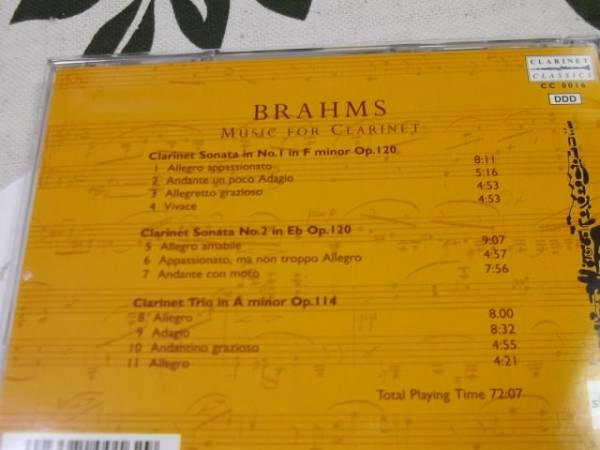 CLARINET
CLASSICS
CC 0016
DDD
BRAHMS
MUSIC FOR CLARINET
Clarinet Sonata in No.1 in F minor Op.120
1 Allegro appassionato 8:11
2 Andante un poco Adagio 5:16
3 Allegretto grazioso 4:53
4 Vivace 4:53
Clarinet Sonata No.2 in Eb Op.120
5 Allegro amabile 9:07
6 Appassionato, ma non troppo Allegro 4:57
7 Andante con moto 7:56
Clarinet Trio in A minor Op.114
8 Allegro 8.00
9 Adagio 8:32
10 Andantino grazioso 4:55
11 Allegro 4:21
Total Playing Time 72:07